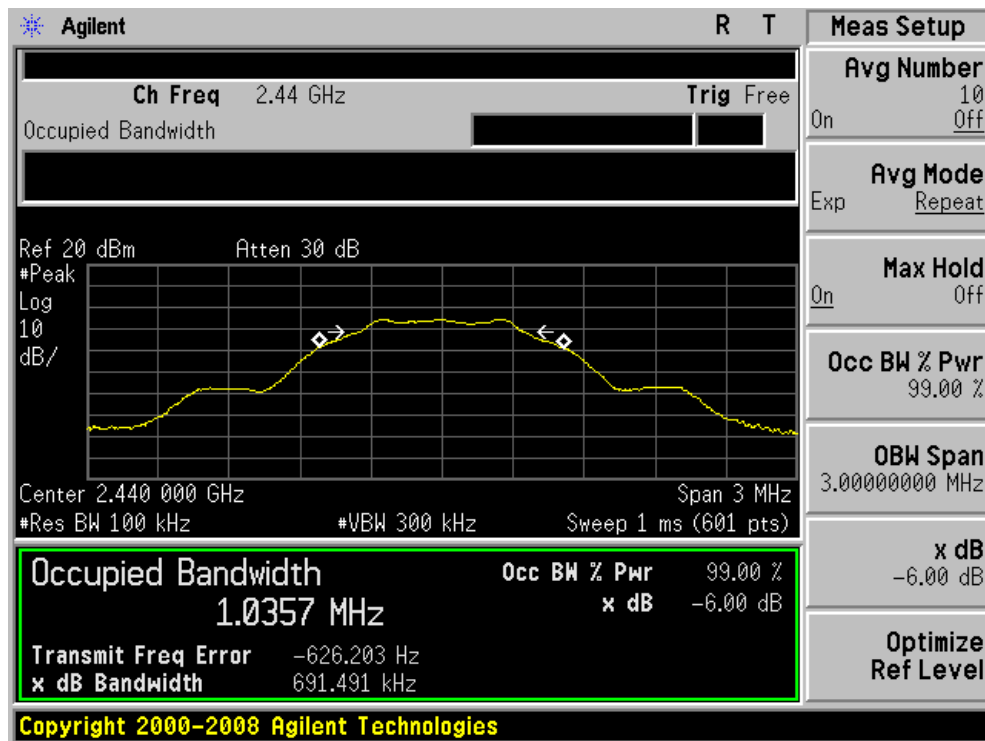 Agilent R T
Ch Freq 2.44 GHz Trig Free
Occupied Bandwidth
Ref 20 dBm Atten 30 dB
#Peak
Log
10
dB/
Center 2.440 000 GHz Span 3 MHz
#Res BW 100 kHz #VBW 300 kHz Sweep 1 ms (601 pts)
Occupied Bandwidth Occ BW % Pwr 99.00 %
1.0357 MHz x dB -6.00 dB
Transmit Freq Error -626.203 Hz
x dB Bandwidth 691.491 kHz
Copyright 2000-2008 Agilent Technologies
Meas Setup
Avg Number
10
On Off
Avg Mode
Exp Repeat
Max Hold
On Off
Occ BW % Pwr
99.00 %
OBW Span
3.00000000 MHz
x dB
-6.00 dB
Optimize
Ref Level